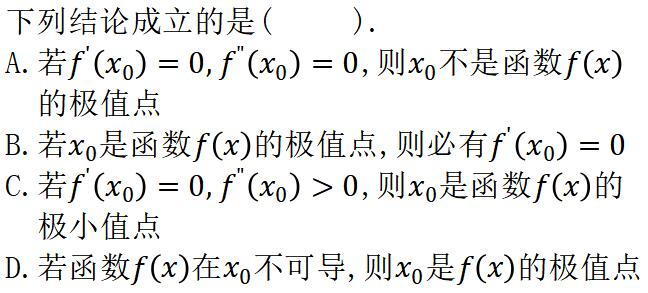 下列结论成立的是(    ).
A. 若f'(x₀) = 0, f"(x₀) = 0, 则x₀不是函数f(x)
的极值点
B. 若x₀是函数f(x)的极值点, 则必有f'(x₀) = 0
C. 若f'(x₀) = 0, f"(x₀) > 0, 则x₀是函数f(x)的
极小值点
D. 若函数f(x)在x₀不可导, 则x₀是f(x)的极值点